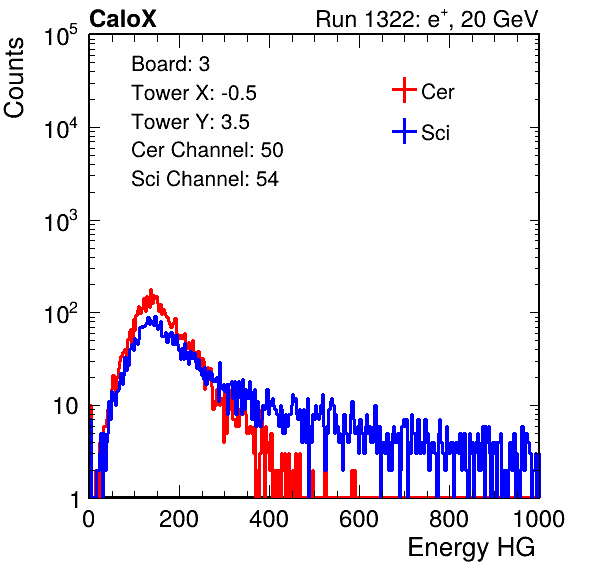 CaloX Run 1322: e⁺, 20 GeV
Counts
Board: 3
Tower X: -0.5
Tower Y: 3.5
Cer Channel: 50
Sci Channel: 54
Cer
Sci
10⁵
10⁴
10³
10²
10
1
0 200 400 600 800 1000
Energy HG